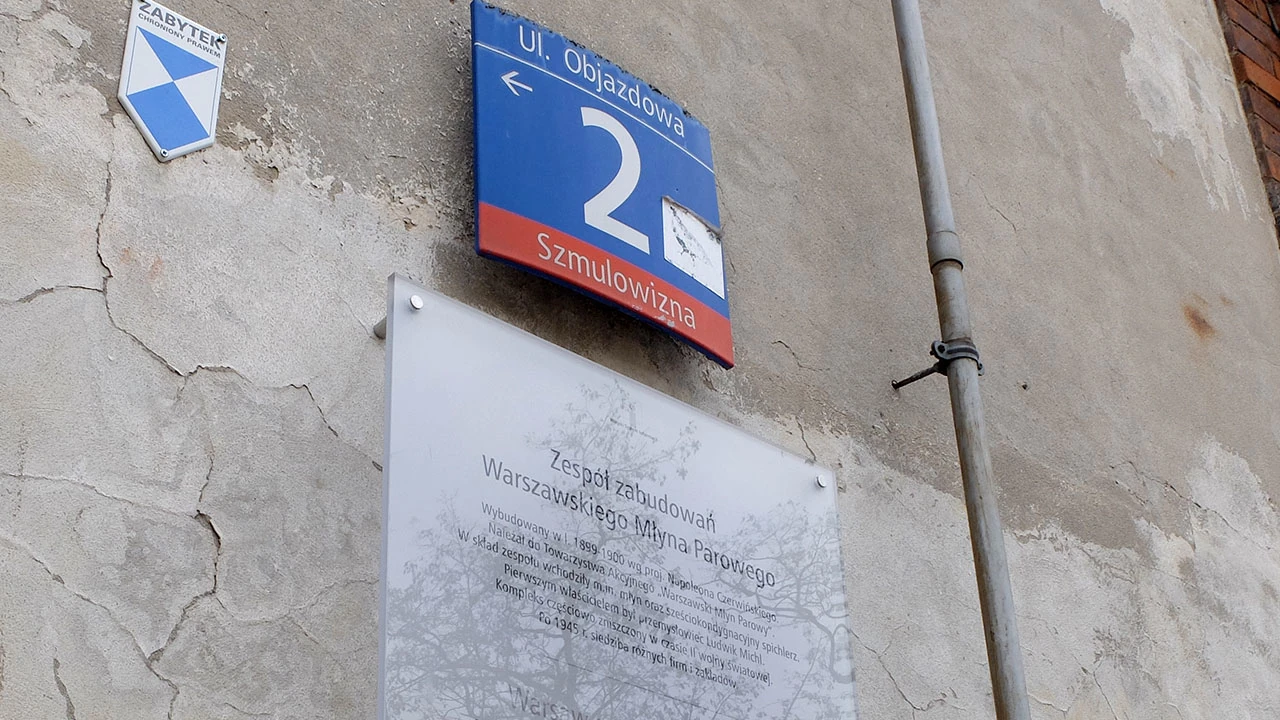 ZABYTEK
CHRONIONY PRAWEM
Ul. Objazdowa
2
Szmulowizna
Zespół zabudowań
Warszawskiego Młyna Parowego
Wybudowany w l. 1899-1900 wg proj. Napoleona Czerwińskiego.
Należał do Towarzystwa Akcyjnego „Warszawski Młyn Parowy”.
W skład zespołu wchodziły m.in. młyn oraz sześciokondygnacyjny spichlerz.
Pierwszym właścicielem był przemysłowiec Ludwik Michl.
Kompleks częściowo zniszczony w czasie II wojny światowej.
Po 1945 r. siedziba różnych firm i zakładów.